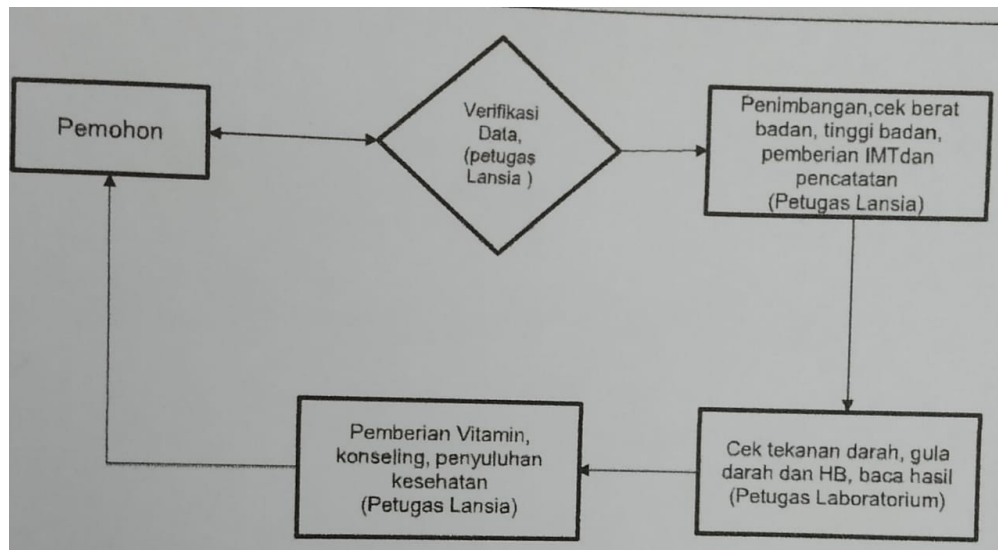 Pemohon
Verifikasi
Data,
(petugas
Lansia )
Penimbangan,cek berat
badan, tinggi badan,
pemberian IMTdan
pencatatan
(Petugas Lansia)
Pemberian Vitamin,
konseling, penyuluhan
kesehatan
(Petugas Lansia)
Cek tekanan darah, gula
darah dan HB, baca hasil
(Petugas Laboratorium)